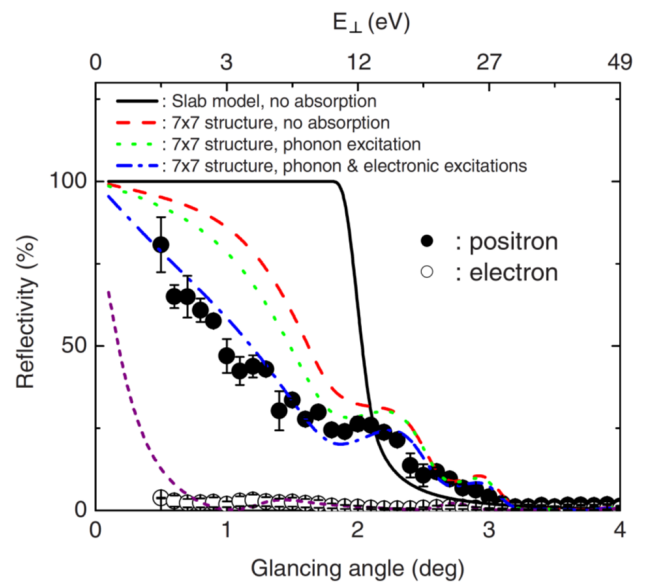 E⊥ (eV)
0 3 12 27 49
: Slab model, no absorption
: 7x7 structure, no absorption
: 7x7 structure, phonon excitation
: 7x7 structure, phonon & electronic excitations
100
: positron
: electron
Reflectivity (%)
50
0
0 1 2 3 4
Glancing angle (deg)